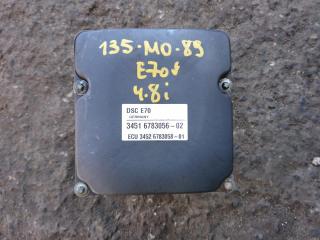 135-MO-89
E70
4.8i
DSC E70
GERMANY
3451 6783056-02
ECU 3452 6783058-01